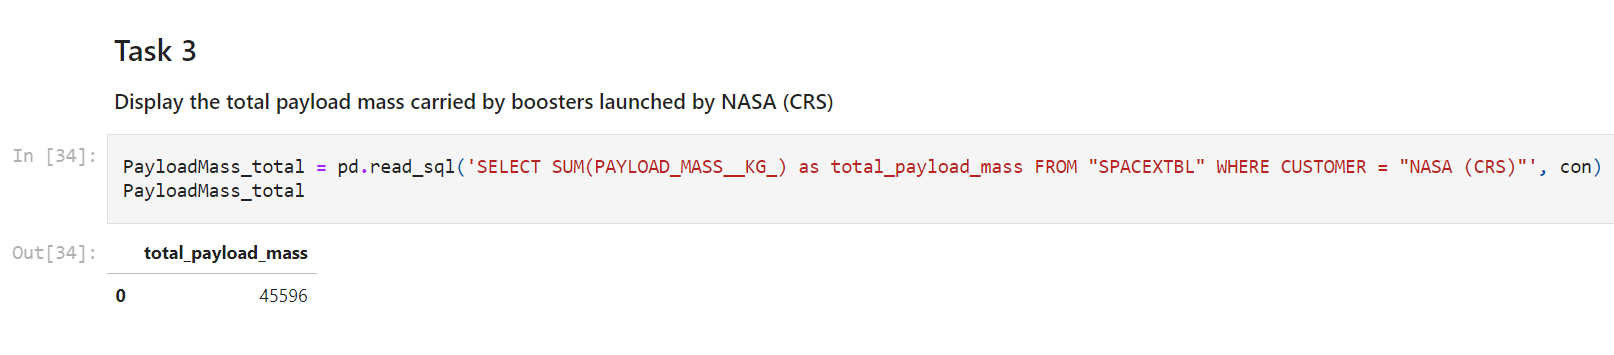 Task 3
Display the total payload mass carried by boosters launched by NASA (CRS)
In [34]:
PayloadMass_total = pd.read_sql('SELECT SUM(PAYLOAD_MASS__KG_) as total_payload_mass FROM "SPACEXTBL" WHERE CUSTOMER = "NASA (CRS)"', con)
PayloadMass_total
Out[34]:
total_payload_mass
0 45596